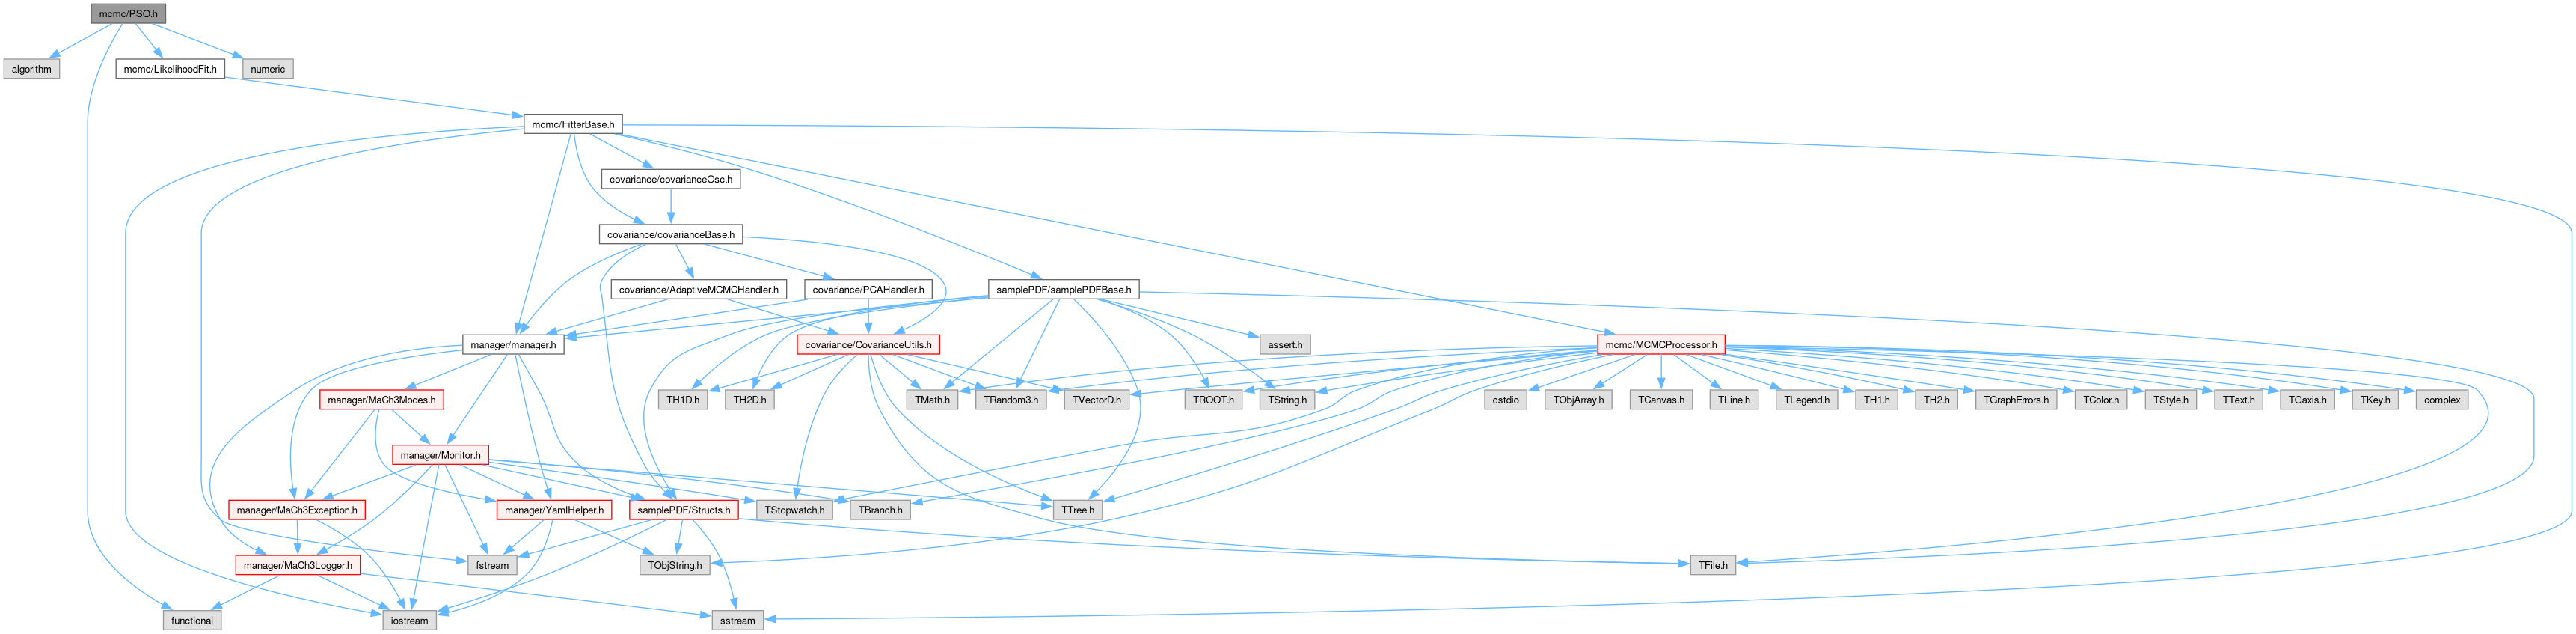 mcmc/PSO.h
algorithm
mcmc/LikelihoodFit.h
numeric
mcmc/FitterBase.h
covariance/covarianceOsc.h
covariance/covarianceBase.h
covariance/AdaptiveMCMCHandler.h
covariance/PCAHandler.h
samplePDF/samplePDFBase.h
manager/manager.h
covariance/CovarianceUtils.h
assert.h
mcmc/MCMCProcessor.h
manager/MaCh3Modes.h
TH1D.h
TH2D.h
TMath.h
TRandom3.h
TVectorD.h
TROOT.h
TString.h
cstdio
TObjArray.h
TCanvas.h
TLine.h
TLegend.h
TH1.h
TH2.h
TGraphErrors.h
TColor.h
TStyle.h
TText.h
TGaxis.h
TKey.h
complex
manager/Monitor.h
manager/MaCh3Exception.h
manager/YamlHelper.h
samplePDF/Structs.h
TStopwatch.h
TBranch.h
TTree.h
manager/MaCh3Logger.h
fstream
TObjString.h
TFile.h
functional
iostream
sstream